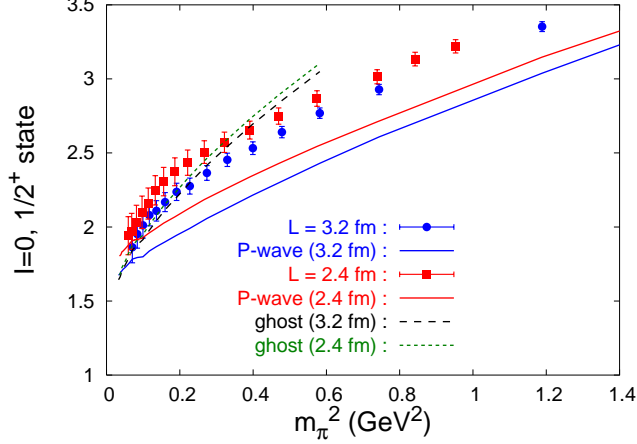 3.5
3
2.5
2
1.5
1
I=0, 1/2⁺ state
L = 3.2 fm :
P-wave (3.2 fm) :
L = 2.4 fm :
P-wave (2.4 fm) :
ghost (3.2 fm) :
ghost (2.4 fm) :
0 0.2 0.4 0.6 0.8 1 1.2 1.4
mπ² (GeV²)